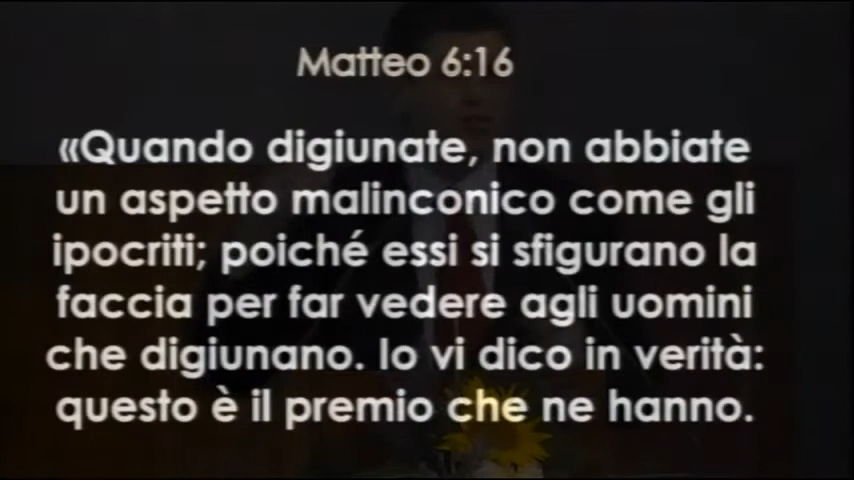 Matteo 6:16
«Quando digiunate, non abbiate
un aspetto malinconico come gli
ipocriti; poiché essi si sfigurano la
faccia per far vedere agli uomini
che digiunano. Io vi dico in verità:
questo è il premio che ne hanno.